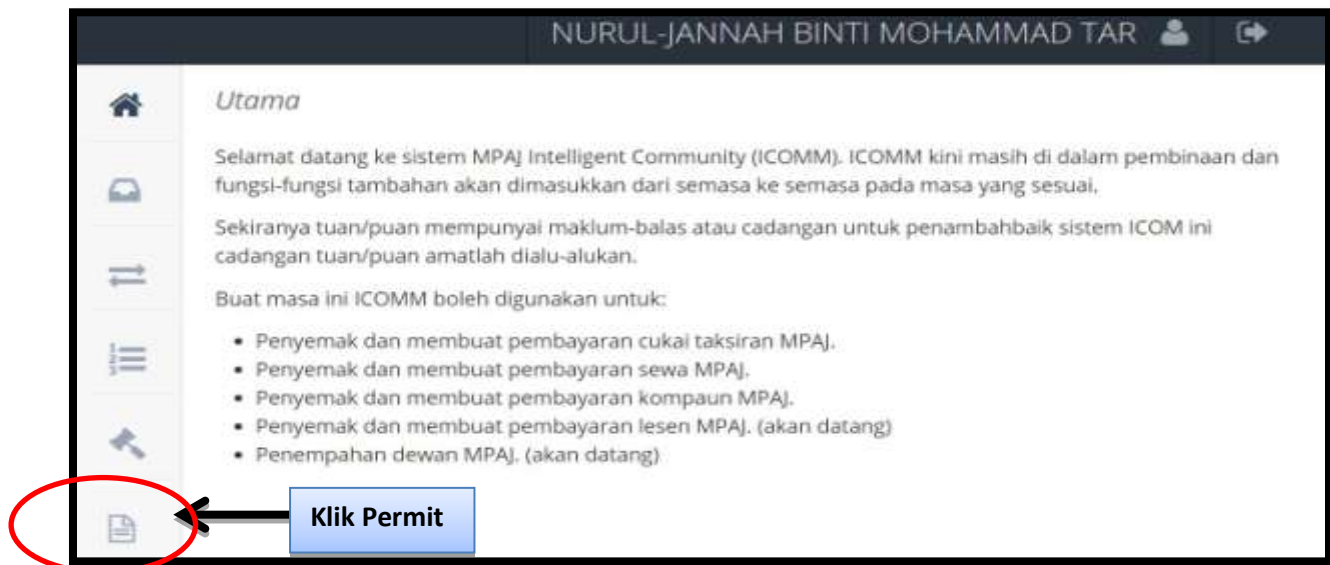 NURUL-JANNAH BINTI MOHAMMAD TAR
Utama
Selamat datang ke sistem MPAJ Intelligent Community (ICOMM). ICOMM kini masih di dalam pembinaan dan
fungsi-fungsi tambahan akan dimasukkan dari semasa ke semasa pada masa yang sesuai.
Sekiranya tuan/puan mempunyai maklum-balas atau cadangan untuk penambahbaik sistem ICOM ini
cadangan tuan/puan amatlah dialu-alukan.
Buat masa ini ICOMM boleh digunakan untuk:
• Penyemak dan membuat pembayaran cukai taksiran MPAJ.
• Penyemak dan membuat pembayaran sewa MPAJ.
• Penyemak dan membuat pembayaran kompaun MPAJ.
• Penyemak dan membuat pembayaran lesen MPAJ. (akan datang)
• Penempahan dewan MPAJ. (akan datang)
Klik Permit